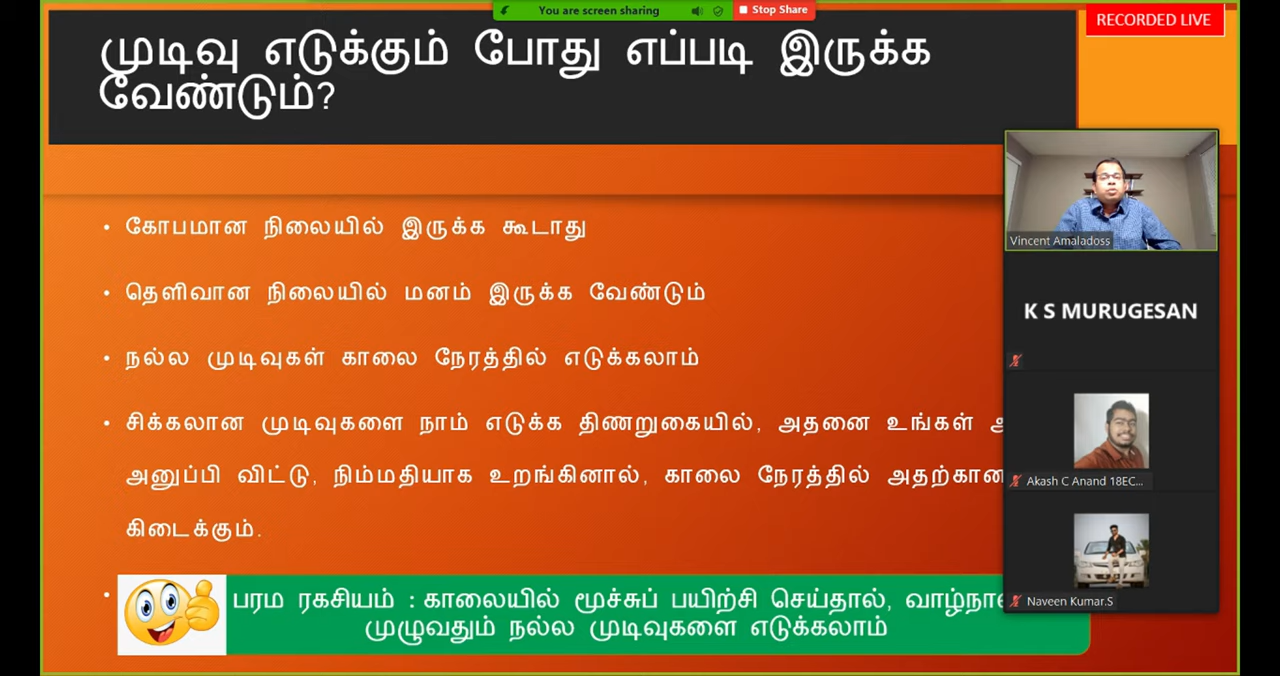 You are screen sharing
Stop Share
RECORDED LIVE
முடிவு எடுக்கும் போது எப்படி இருக்க
வேண்டும்?
• கோபமான நிலையில் இருக்க கூடாது
• தெளிவான நிலையில் மனம் இருக்க வேண்டும்
• நல்ல முடிவுகள் காலை நேரத்தில் எடுக்கலாம்
• சிக்கலான முடிவுகளை நாம் எடுக்க திணறுகையில், அதனை உங்கள்
அனுப்பி விட்டு, நிம்மதியாக உறங்கினால், காலை நேரத்தில்
கிடைக்கும்.
•
பரம ரகசியம் : காலையில் மூச்சுப் பயிற்சி செய்தால்,
முழுவதும் நல்ல முடிவுகளை எடுக்கலாம்
Vincent Amaladoss
K S MURUGESAN
Akash C Anand 18EC...
Naveen Kumar.S